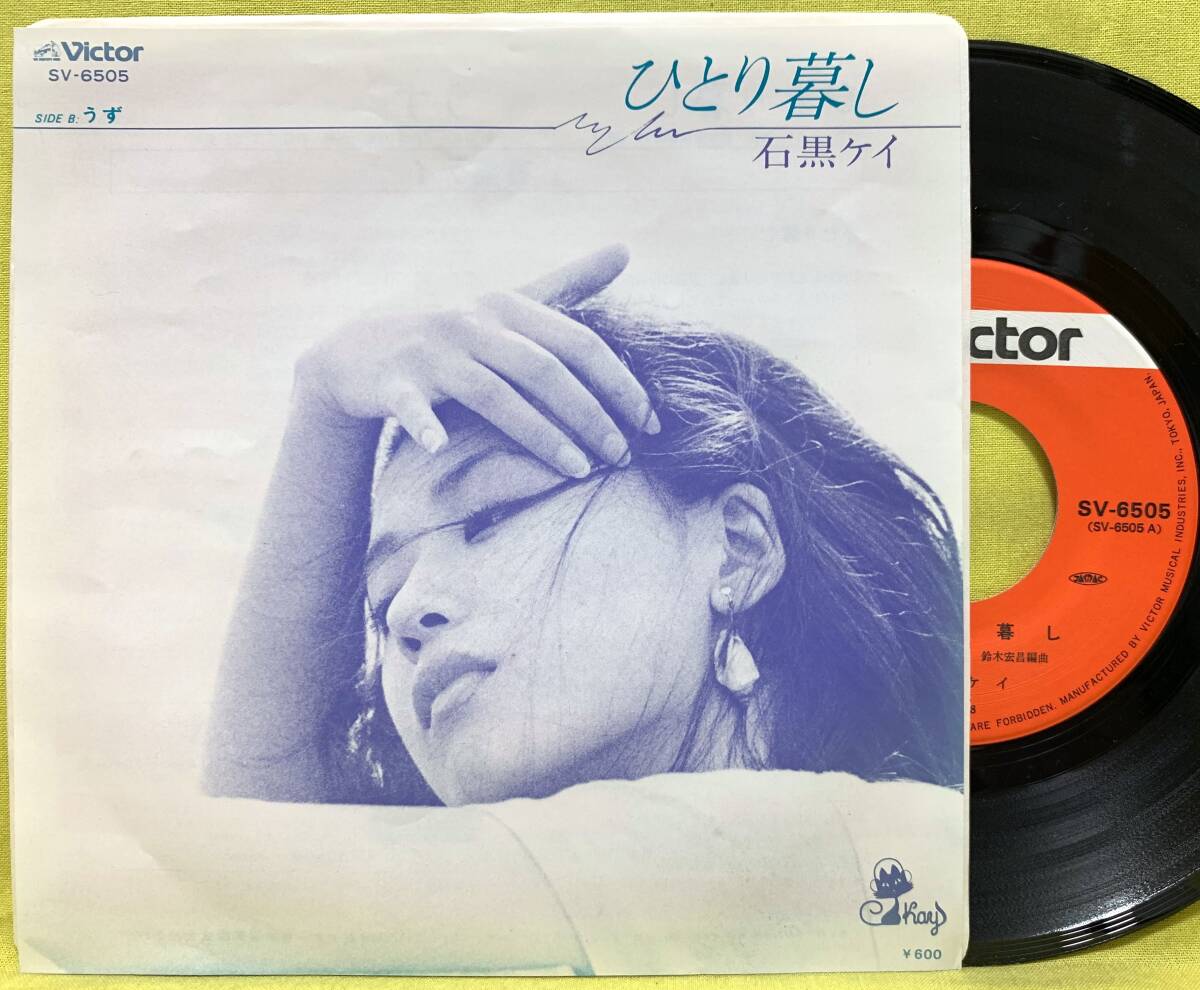 Victor
SV-6505
SIDE B: うず
ひとり暮し
石黒ケイ
Kay
¥600
ctor
SV-6505
(SV-6505 A)
暮し
鈴木宏昌編曲
ケイ
8
ARE FORBIDDEN. MANUFACTURED BY VICTOR MUSICAL INDUSTRIES, INC., TOKYO, JAPAN.